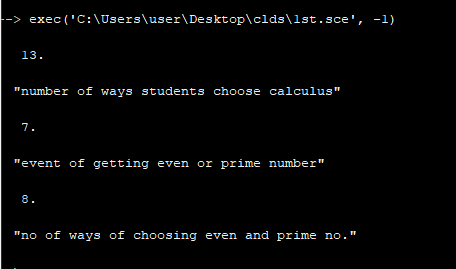 --> exec('C:\Users\user\Desktop\clds\1st.sce', -1)
13.
"number of ways students choose calculus"
7.
"event of getting even or prime number"
8.
"no of ways of choosing even and prime no."